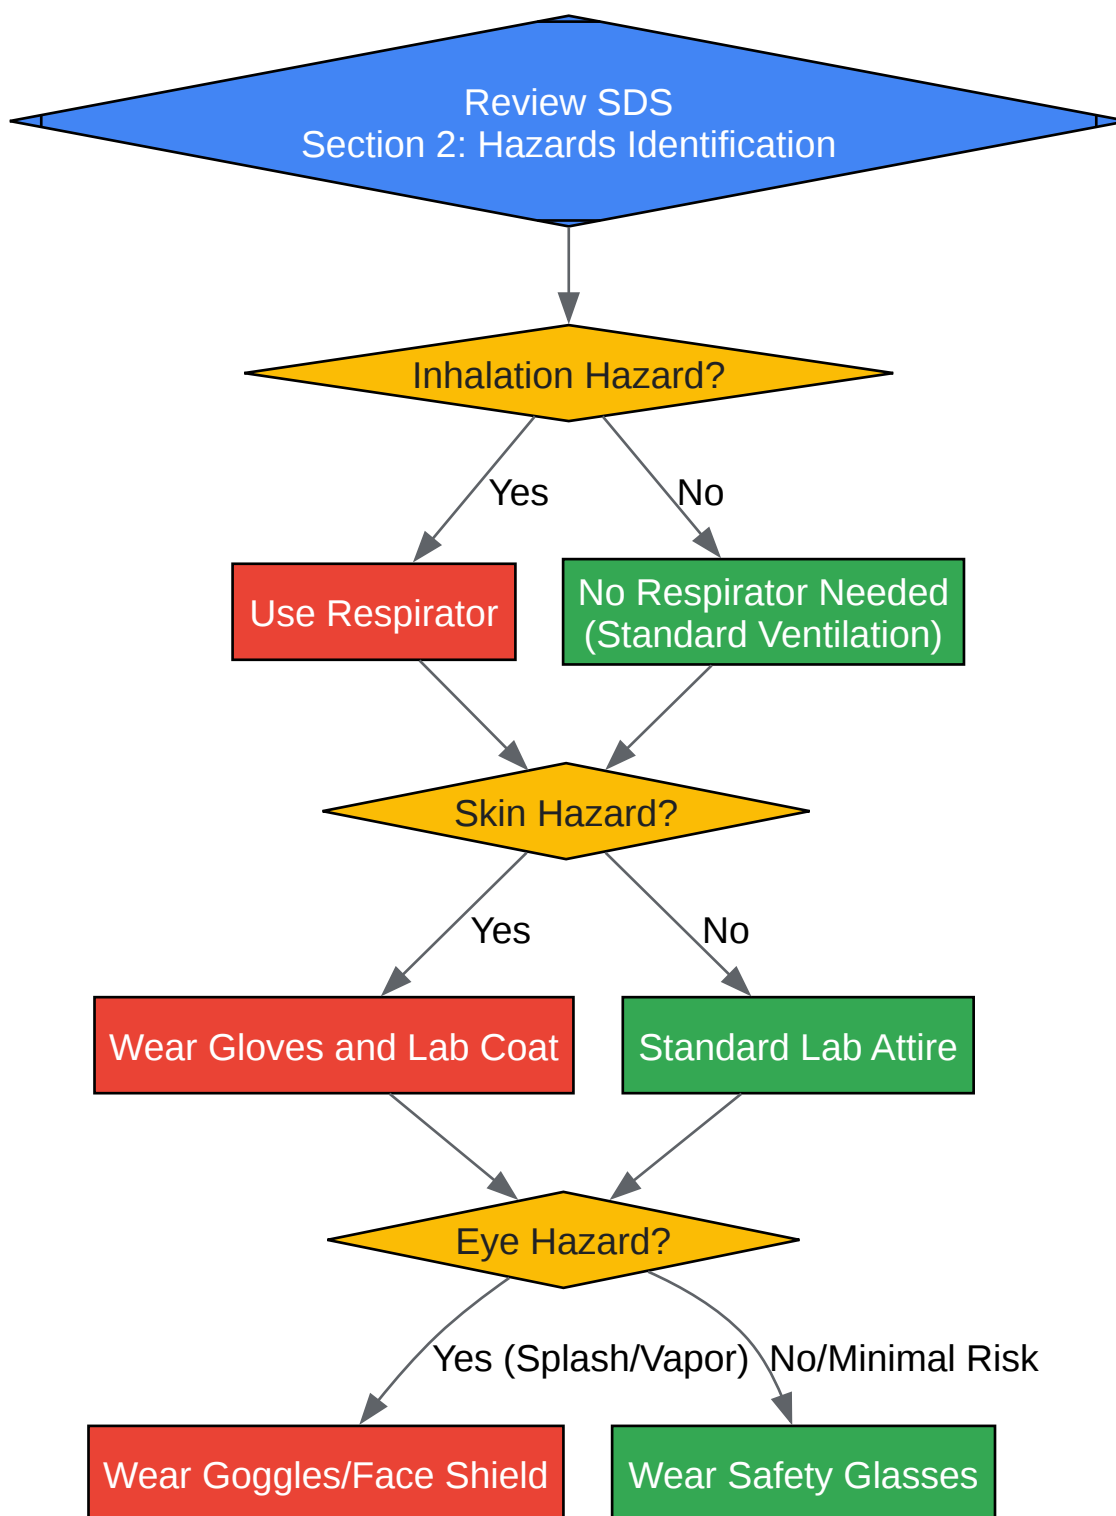 Review SDS
Section 2: Hazards Identification
Inhalation Hazard?
Yes
No
Use Respirator
No Respirator Needed
(Standard Ventilation)
Skin Hazard?
Yes
No
Wear Gloves and Lab Coat
Standard Lab Attire
Eye Hazard?
Yes (Splash/Vapor)
No/Minimal Risk
Wear Goggles/Face Shield
Wear Safety Glasses